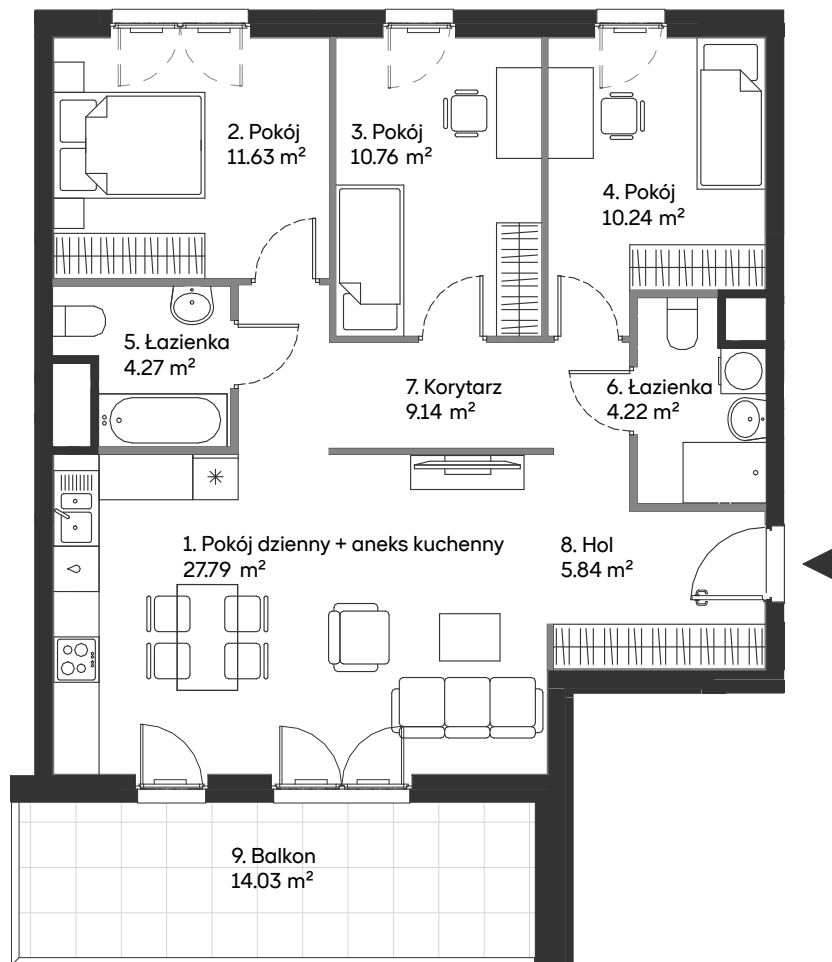 2. Pokój
11.63 m²
3. Pokój
10.76 m²
4. Pokój
10.24 m²
5. Łazienka
4.27 m²
7. Korytarz
9.14 m²
6. Łazienka
4.22 m²
1. Pokój dzienny + aneks kuchenny
27.79 m²
8. Hol
5.84 m²
9. Balkon
14.03 m²